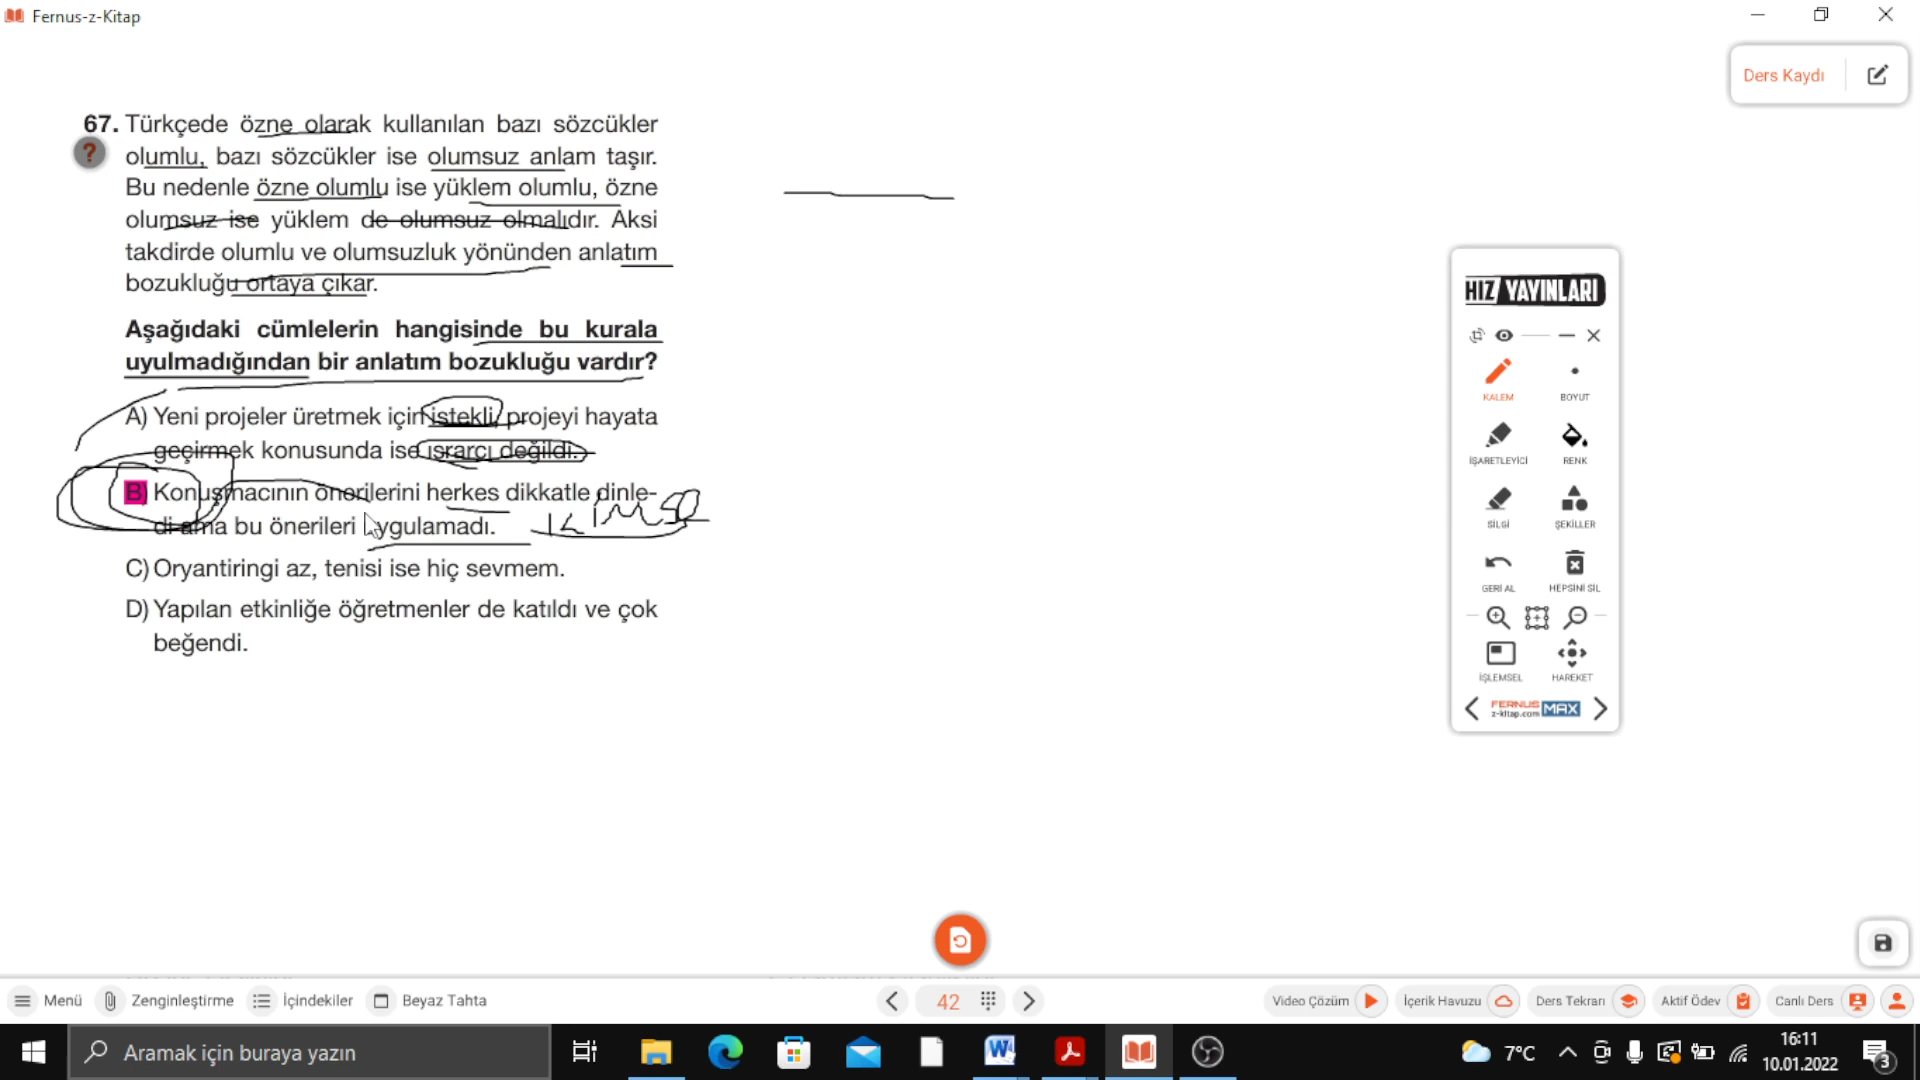 Fernus-z-Kitap
Ders Kaydı
67. Türkçede özne olarak kullanılan bazı sözcükler
olumlu, bazı sözcükler ise olumsuz anlam taşır.
Bu nedenle özne olumlu ise yüklem olumlu, özne
olumsuz ise yüklem de olumsuz olmalıdır. Aksi
takdirde olumlu ve olumsuzluk yönünden anlatım
bozukluğu ortaya çıkar.
Aşağıdaki cümlelerin hangisinde bu kurala
uyulmadığından bir anlatım bozukluğu vardır?
A) Yeni projeler üretmek için istekli, projeyi hayata
geçirmek konusunda ise ısrarcı değildi.
B) Konuşmacının önerilerini herkes dikkatle dinle-
di ama bu önerileri uygulamadı.
kimse
C) Oryantiringi az, tenisi ise hiç sevmem.
D) Yapılan etkinliğe öğretmenler de katıldı ve çok
beğendi.
HIZ YAYINLARI
KALEM BOYUT
İŞARETLEYİCİ RENK
SİLGİ ŞEKİLLER
GERİ AL HEPSİNİ SİL
İŞLEMSEL HAREKET
FERNUS
z-kitap.com MAX
Menü Zenginleştirme İçindekiler Beyaz Tahta 42 Video Çözüm İçerik Havuzu Ders Tekrarı Aktif Ödev Canlı Ders
Aramak için buraya yazın 7°C 16:11
10.01.2022 3